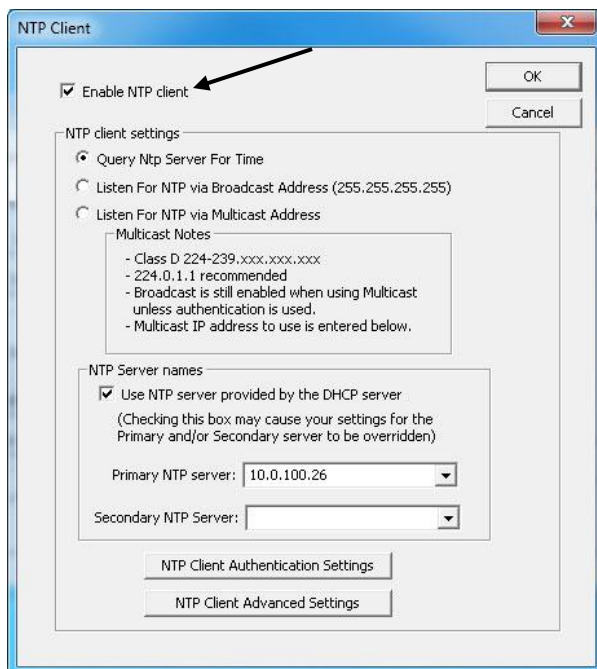 NTP Client
Enable NTP client
OK
Cancel
NTP client settings
Query Ntp Server For Time
Listen For NTP via Broadcast Address (255.255.255.255)
Listen For NTP via Multicast Address
Multicast Notes
- Class D 224-239.xxx.xxx.xxx
- 224.0.1.1 recommended
- Broadcast is still enabled when using Multicast
unless authentication is used.
- Multicast IP address to use is entered below.
NTP Server names
Use NTP server provided by the DHCP server
(Checking this box may cause your settings for the
Primary and/or Secondary server to be overridden)
Primary NTP server: 10.0.100.26
Secondary NTP Server:
NTP Client Authentication Settings
NTP Client Advanced Settings